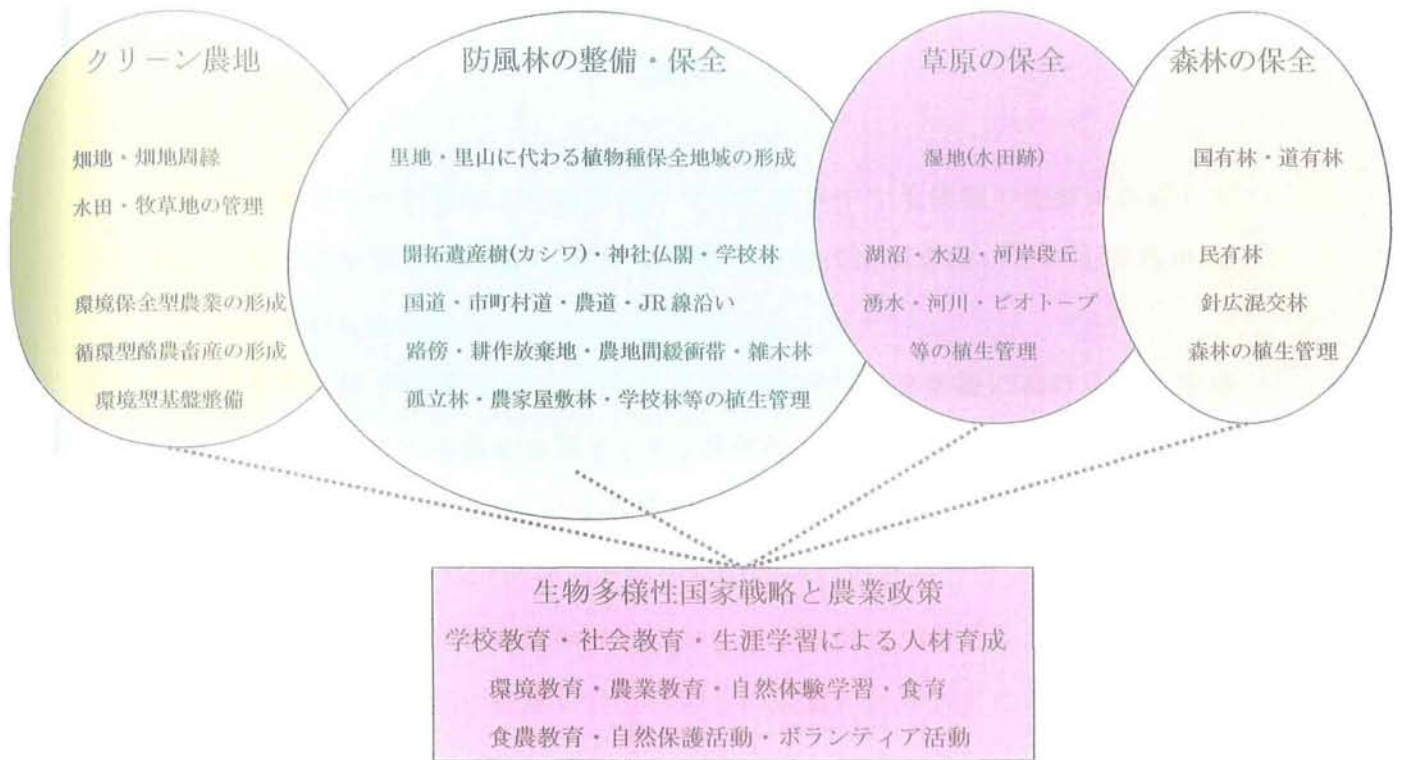 クリーン農地
畑地・畑地周縁
水田・牧草地の管理
環境保全型農業の形成
循環型酪農畜産の形成
環境型基盤整備
防風林の整備・保全
里地・里山に代わる植物種保全地域の形成
開拓遺産樹(カシワ)・神社仏閣・学校林
国道・市町村道・農道・JR線沿い
路傍・耕作放棄地・農地間緩衝帯・雑木林
孤立林・農家屋敷林・学校林等の植生管理
草原の保全
湿地(水田跡)
湖沼・水辺・河岸段丘
湧水・河川・ビオトープ
等の植生管理
森林の保全
国有林・道有林
民有林
針広混交林
森林の植生管理
生物多様性国家戦略と農業政策
学校教育・社会教育・生涯学習による人材育成
環境教育・農業教育・自然体験学習・食育
食農教育・自然保護活動・ボランティア活動